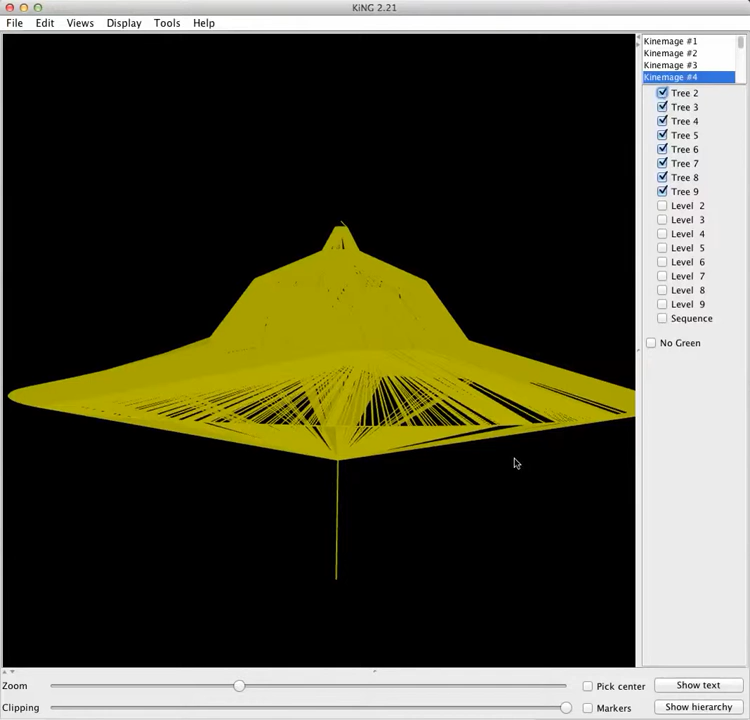 KiNG 2.21
File Edit Views Display Tools Help
Kinemage #1
Kinemage #2
Kinemage #3
Kinemage #4
Tree 2
Tree 3
Tree 4
Tree 5
Tree 6
Tree 7
Tree 8
Tree 9
Level 2
Level 3
Level 4
Level 5
Level 6
Level 7
Level 8
Level 9
Sequence
No Green
Zoom Pick center Show text
Clipping Markers Show hierarchy